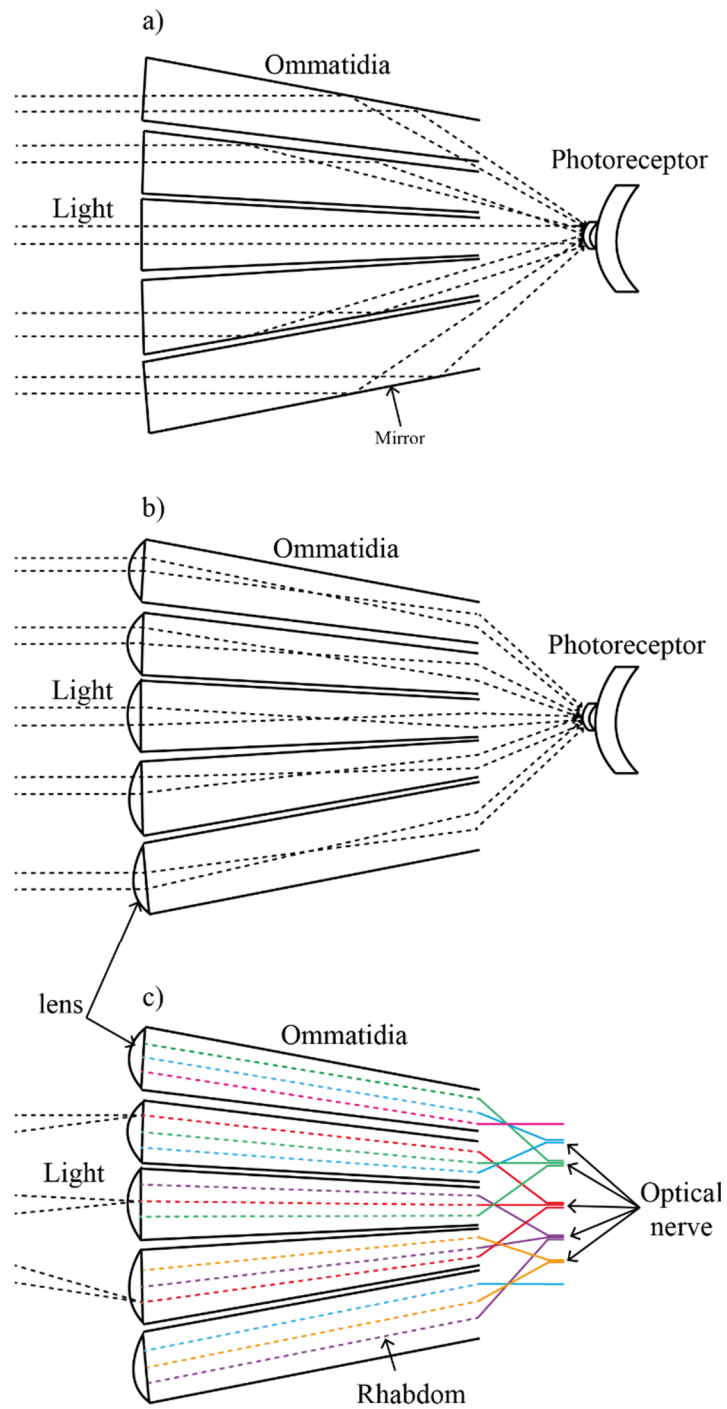 a)
Ommatidia
Photoreceptor
Light
Mirror
b)
Ommatidia
Photoreceptor
Light
lens
c)
Ommatidia
Light
Optical
nerve
Rhabdom